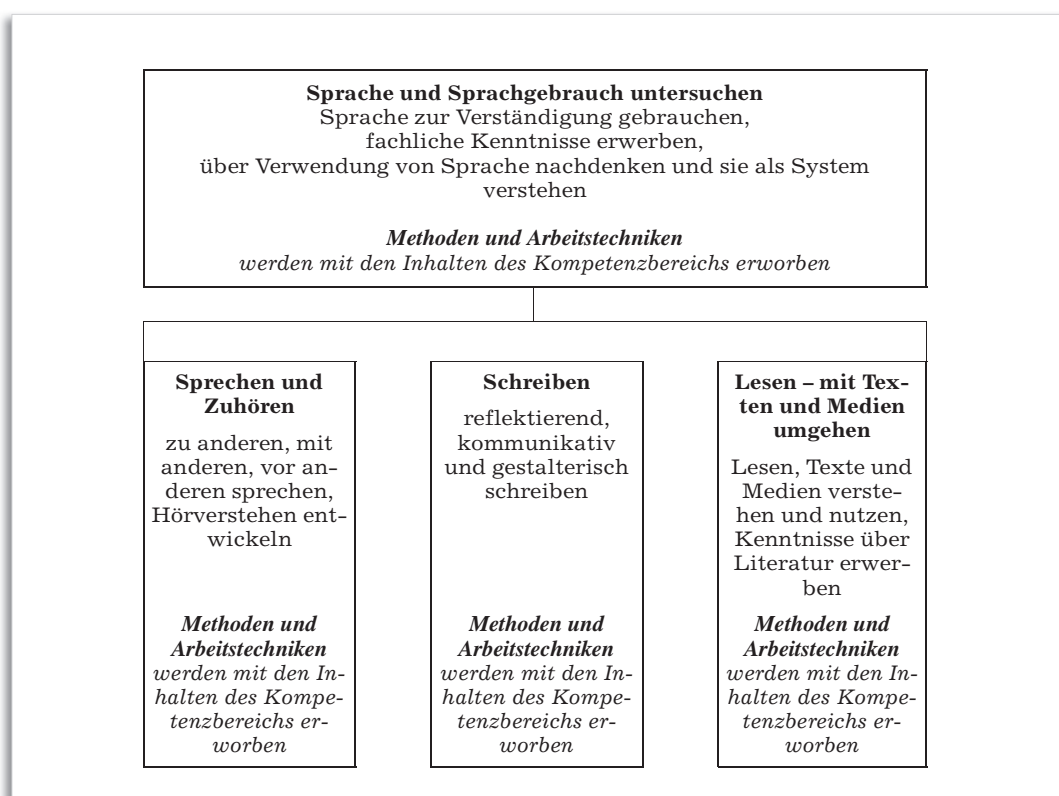 Sprache und Sprachgebrauch untersuchen
Sprache zur Verständigung gebrauchen,
fachliche Kenntnisse erwerben,
über Verwendung von Sprache nachdenken und sie als System
verstehen
Methoden und Arbeitstechniken
werden mit den Inhalten des Kompetenzbereichs erworben
Sprechen und
Zuhören
zu anderen, mit
anderen, vor an-
deren sprechen,
Hörverstehen ent-
wickeln
Methoden und
Arbeitstechniken
werden mit den In-
halten des Kompe-
tenzbereichs er-
worben
Schreiben
reflektierend,
kommunikativ
und gestalterisch
schreiben
Methoden und
Arbeitstechniken
werden mit den In-
halten des Kompe-
tenzbereichs er-
worben
Lesen – mit Tex-
ten und Medien
umgehen
Lesen, Texte und
Medien verste-
hen und nutzen,
Kenntnisse über
Literatur erwer-
ben
Methoden und
Arbeitstechniken
werden mit den In-
halten des Kompe-
tenzbereichs er-
worben